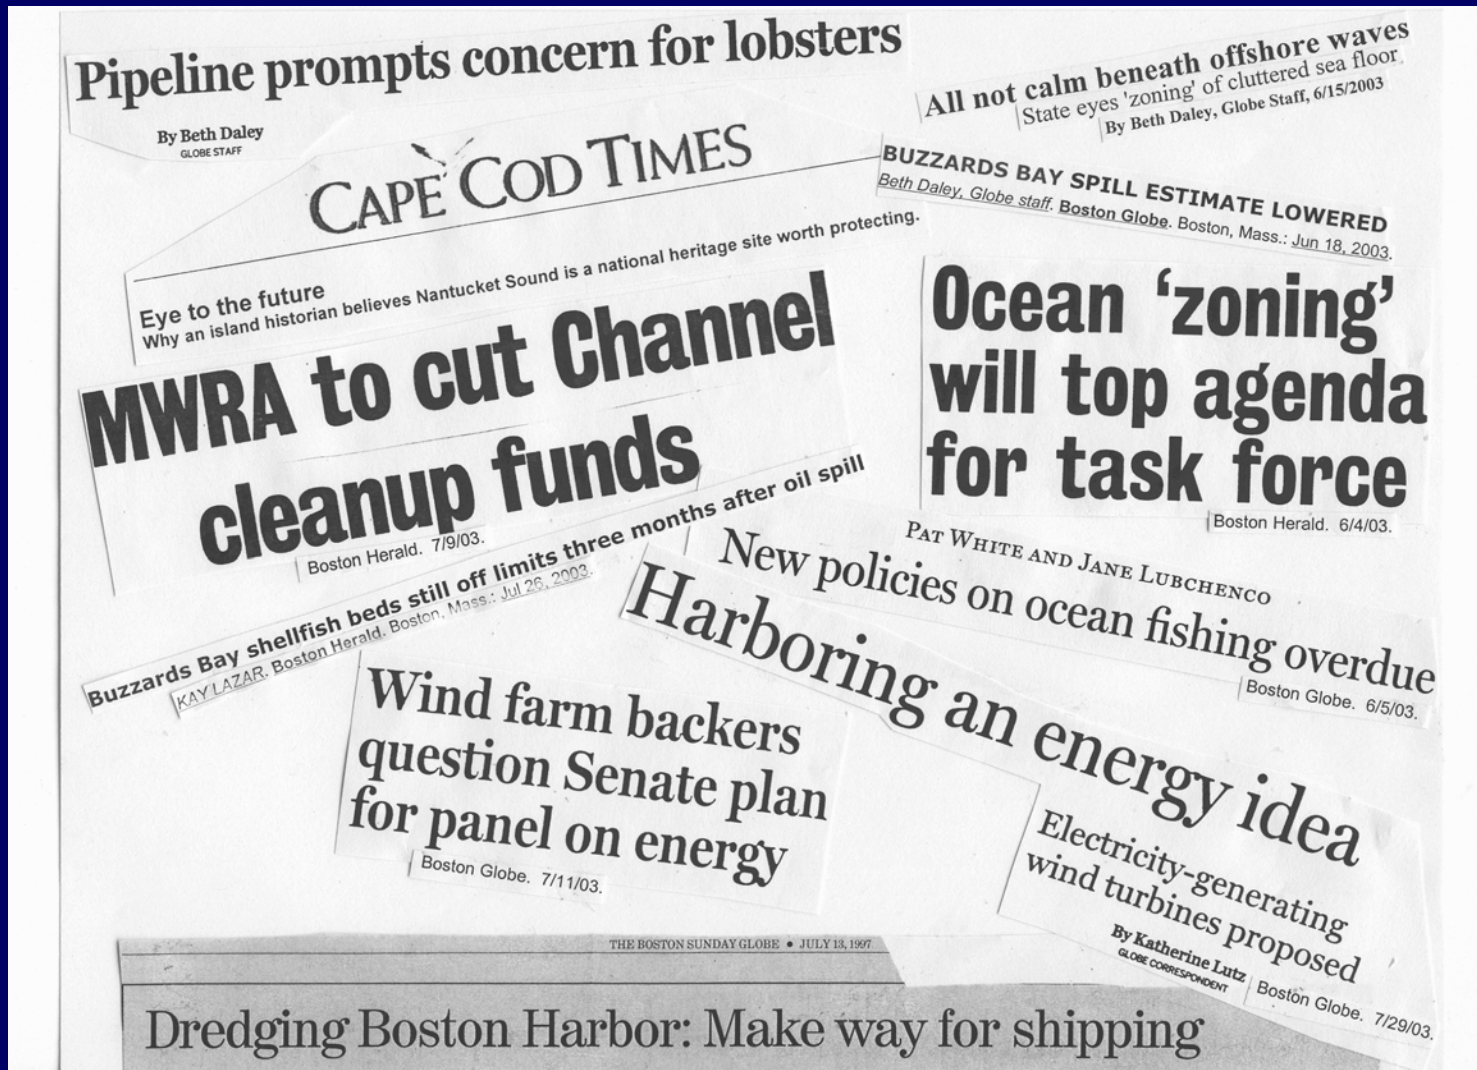 Pipeline prompts concern for lobsters
By Beth Daley
GLOBE STAFF
All not calm beneath offshore waves
State eyes 'zoning' of cluttered sea floor
By Beth Daley, Globe Staff, 6/15/2003
CAPE COD TIMES
Eye to the future
Why an island historian believes Nantucket Sound is a national heritage site worth protecting.
BUZZARDS BAY SPILL ESTIMATE LOWERED
Beth Daley, Globe staff. Boston Globe. Boston, Mass.: Jun 18, 2003.
MWRA to cut Channel
cleanup funds
Boston Herald. 7/9/03.
Ocean ‘zoning’
will top agenda
for task force
Boston Herald. 6/4/03.
Buzzards Bay shellfish beds still off limits three months after oil spill
KAY LAZAR. Boston Herald. Boston, Mass.: Jul 26, 2003.
PAT WHITE AND JANE LUBCHENCO
New policies on ocean fishing overdue
Boston Globe. 6/5/03.
Harboring an energy idea
Electricity-generating
wind turbines proposed
By Katherine Lutz
GLOBE CORRESPONDENT
Boston Globe. 7/29/03.
Wind farm backers
question Senate plan
for panel on energy
Boston Globe. 7/11/03.
THE BOSTON SUNDAY GLOBE • JULY 13, 1997
Dredging Boston Harbor: Make way for shipping